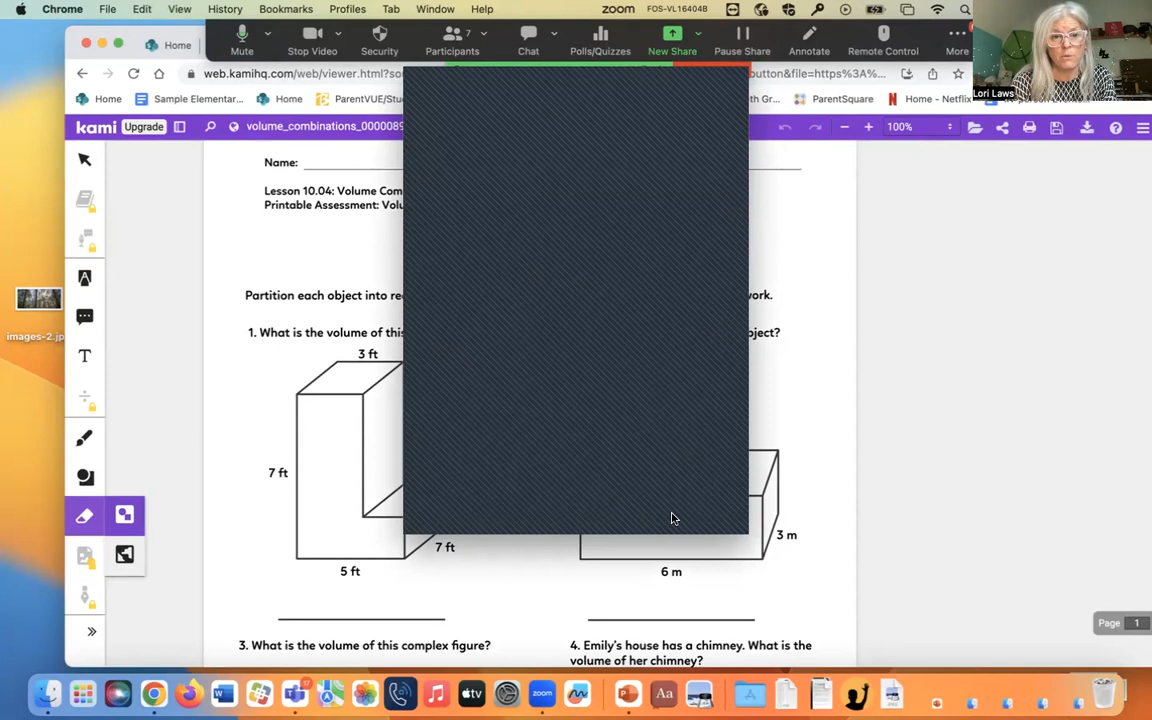 Chrome File Edit View History Bookmarks Profiles Tab Window Help zoom FOS-VL16404B
Mute Stop Video Security Participants 7 Chat Polls/Quizzes New Share Pause Share Annotate Remote Control More
Lori Laws
Home
web.kamihq.com/web/viewer.html?so button&file=https%3A%...
Home Sample Elementar... Home ParentVUE/Stu th Gr... ParentSquare Home - Netflix
kami Upgrade volume_combinations_0000089 100%
Name:
Lesson 10.04: Volume Com
Printable Assessment: Volu
Partition each object into re work.
1. What is the volume of this ject?
3 ft
7 ft
7 ft
5 ft
3 m
6 m
3. What is the volume of this complex figure?
4. Emily's house has a chimney. What is the
volume of her chimney?
Page 1
images-2.jp